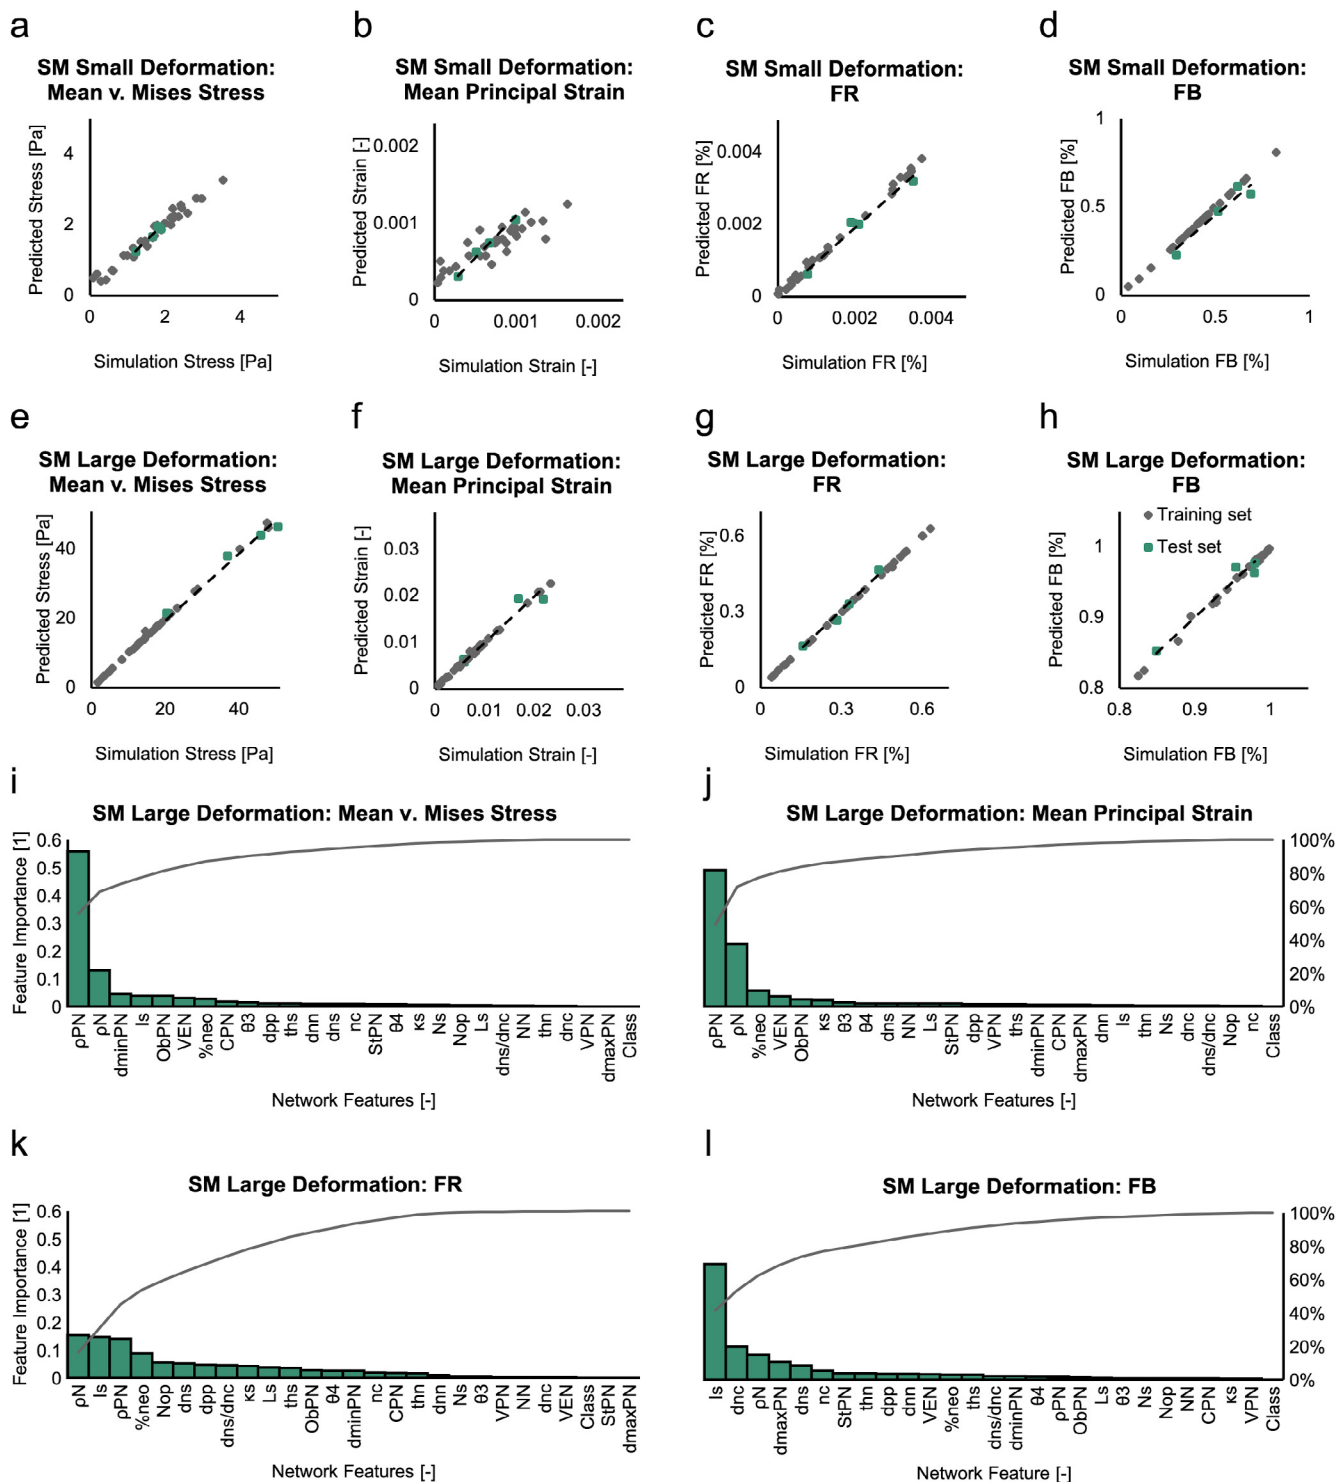 a
SM Small Deformation:
Mean v. Mises Stress
Predicted Stress [Pa]
4
2
0
0 2 4
Simulation Stress [Pa]
b
SM Small Deformation:
Mean Principal Strain
Predicted Strain [-]
0.002
0.001
0
0 0.001 0.002
Simulation Strain [-]
c
SM Small Deformation:
FR
Predicted FR [%]
0.004
0.002
0
0 0.002 0.004
Simulation FR [%]
d
SM Small Deformation:
FB
Predicted FB [%]
1
0.5
0
0 0.5 1
Simulation FB [%]
e
SM Large Deformation:
Mean v. Mises Stress
Predicted Stress [Pa]
40
20
0
0 20 40
Simulation Stress [Pa]
f
SM Large Deformation:
Mean Principal Strain
Predicted Strain [-]
0.03
0.02
0.01
0
0 0.01 0.02 0.03
Simulation Strain [-]
g
SM Large Deformation:
FR
Predicted FR [%]
0.6
0.3
0
0 0.3 0.6
Simulation FR [%]
h
SM Large Deformation:
FB
Training set
Test set
Predicted FB [%]
1
0.9
0.8
0.8 0.9 1
Simulation FB [%]
i
SM Large Deformation: Mean v. Mises Stress
Feature Importance [1]
0.6
0.5
0.4
0.3
0.2
0.1
0
ρPN ρN dminPN ls ObPN VEN %neo CPN θ3 dpp ths dnn dns nc StPN θ4 κs Ns Nop Ls dns/dnc NN thn dnc VPN dmaxPN Class
Network Features [-]
j
SM Large Deformation: Mean Principal Strain
100%
80%
60%
40%
20%
0%
ρPN ρN %neo VEN ObPN κs θ3 θ4 dns NN Ls StPN dpp VPN ths dminPN CPN dmaxPN dnn ls thn Ns dnc dns/dnc Nop nc Class
Network Features [-]
k
SM Large Deformation: FR
Feature Importance [1]
0.6
0.5
0.4
0.3
0.2
0.1
0
ρN ls ρPN %neo Nop dns dpp dns/dnc κs Ls ths ObPN θ4 dminPN nc CPN thn dnn Ns θ3 VPN NN dnc VEN Class StPN dmaxPN
Network Features [-]
l
SM Large Deformation: FB
100%
80%
60%
40%
20%
0%
ls dnc ρN dmaxPN dns nc StPN thn dpp dnn VEN %neo ths dns/dnc dminPN θ4 ρPN ObPN Ls θ3 Ns Nop NN CPN κs VPN Class
Network Feature [-]